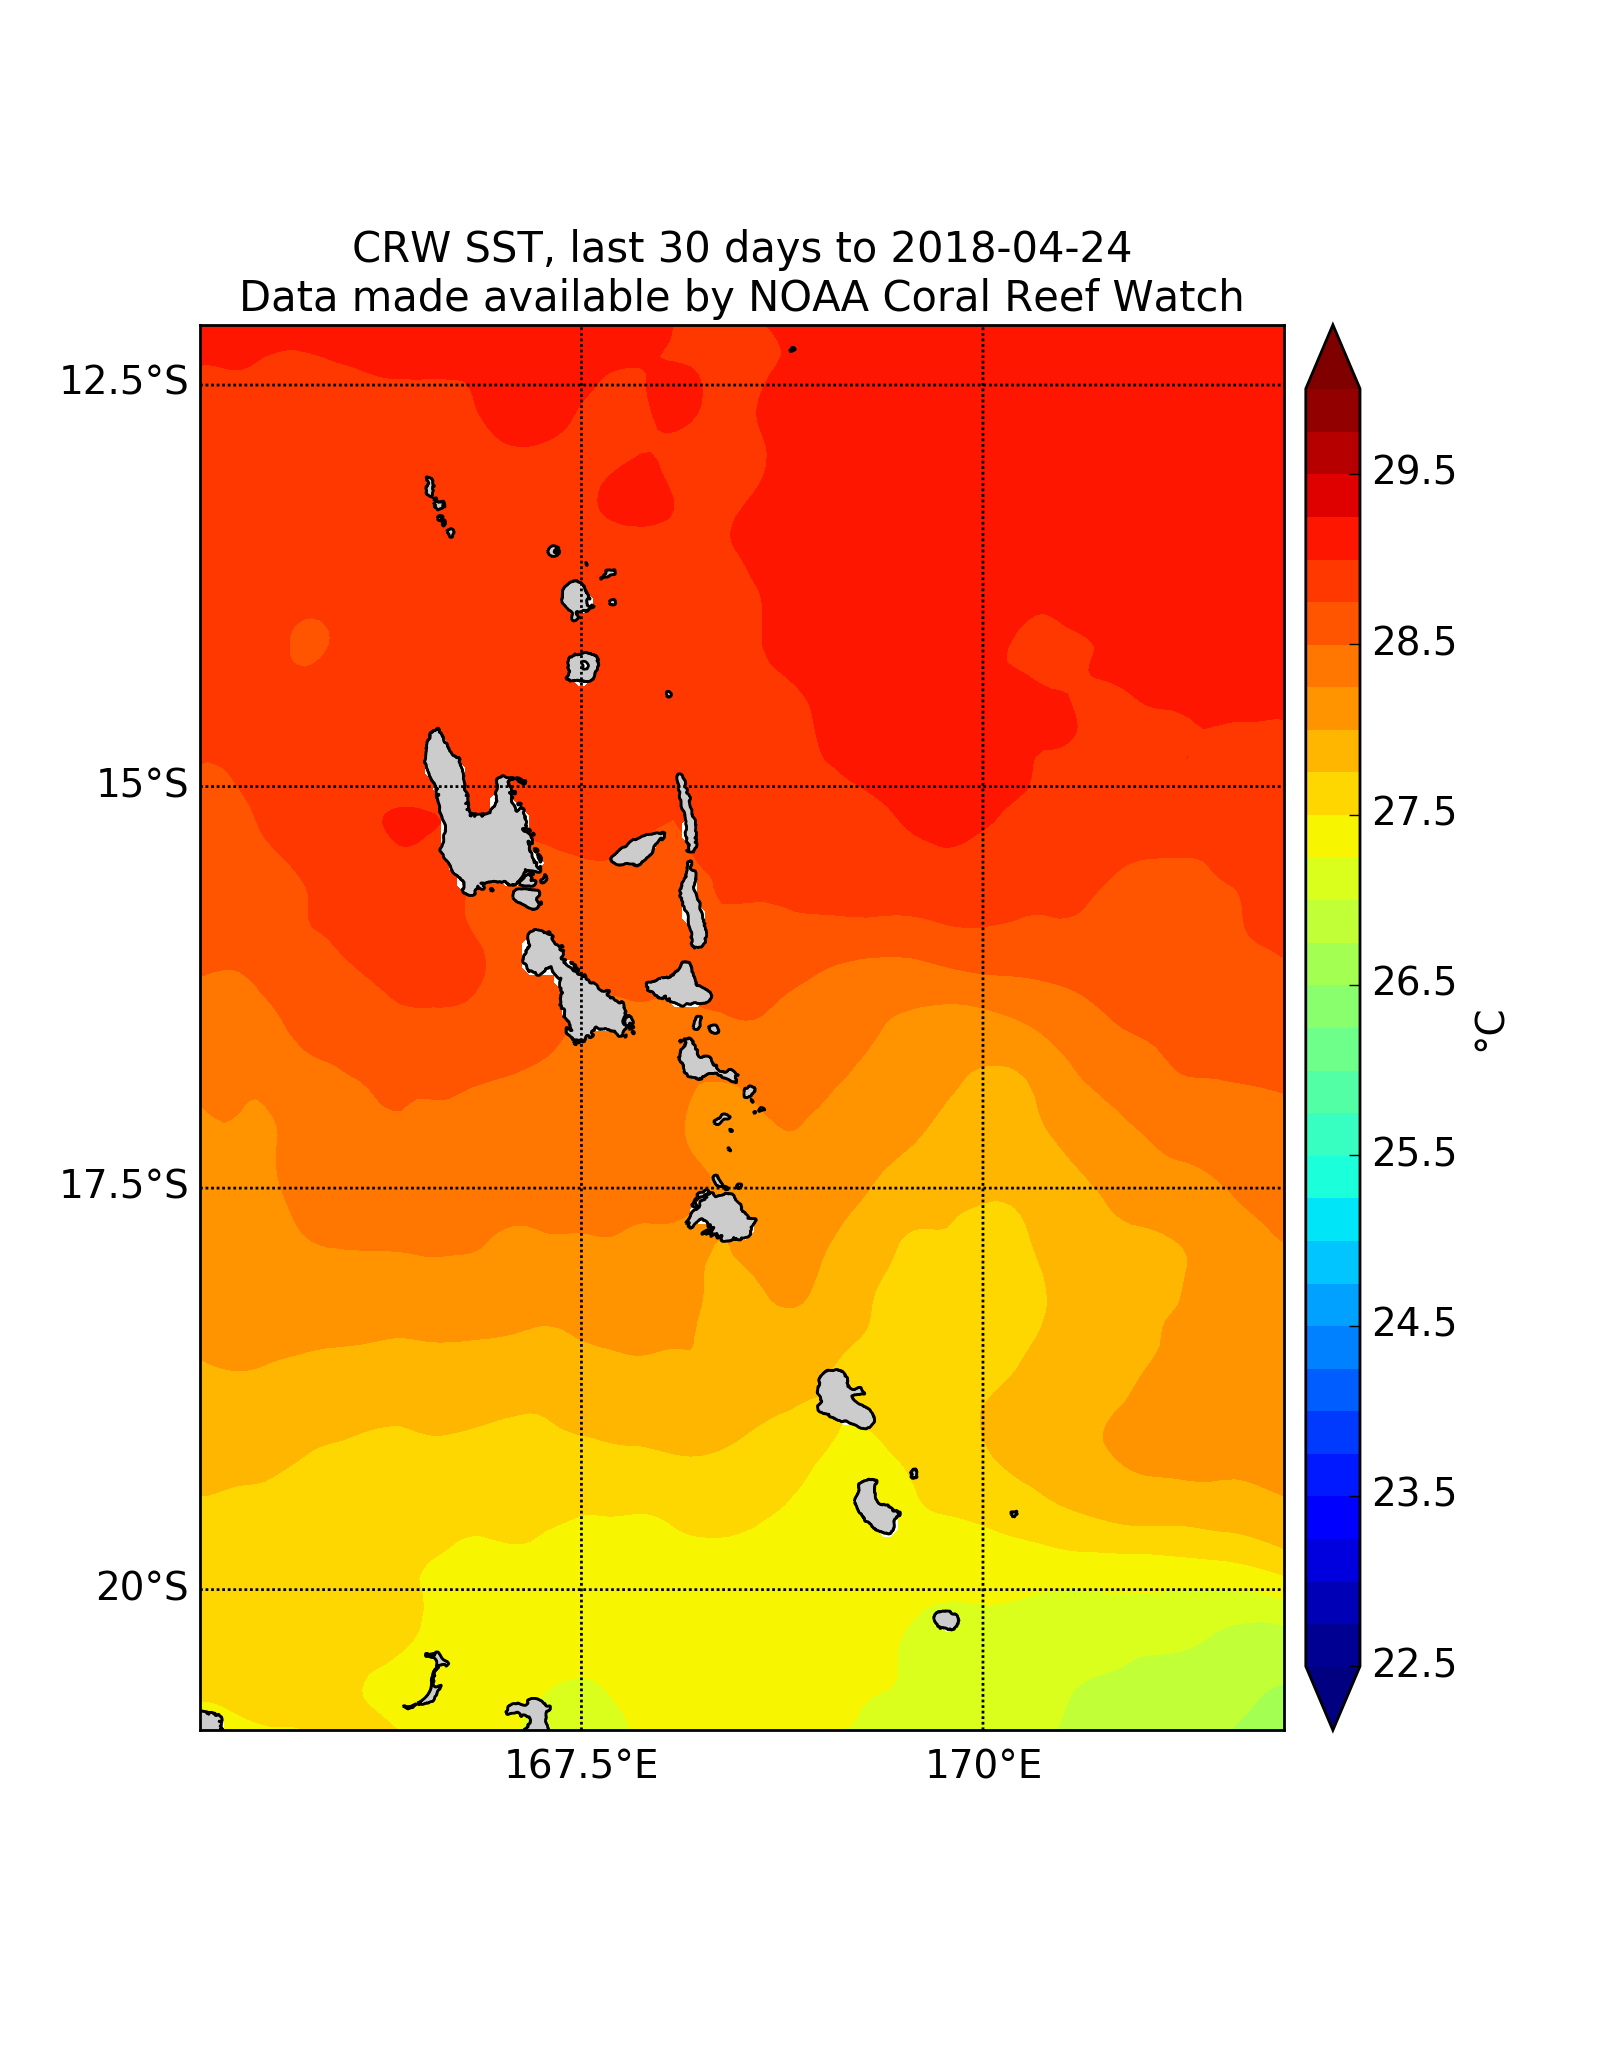 CRW SST, last 30 days to 2018-04-24
Data made available by NOAA Coral Reef Watch
12.5°S
15°S
17.5°S
20°S
167.5°E
170°E
29.5
28.5
27.5
26.5
25.5
24.5
23.5
22.5
°C